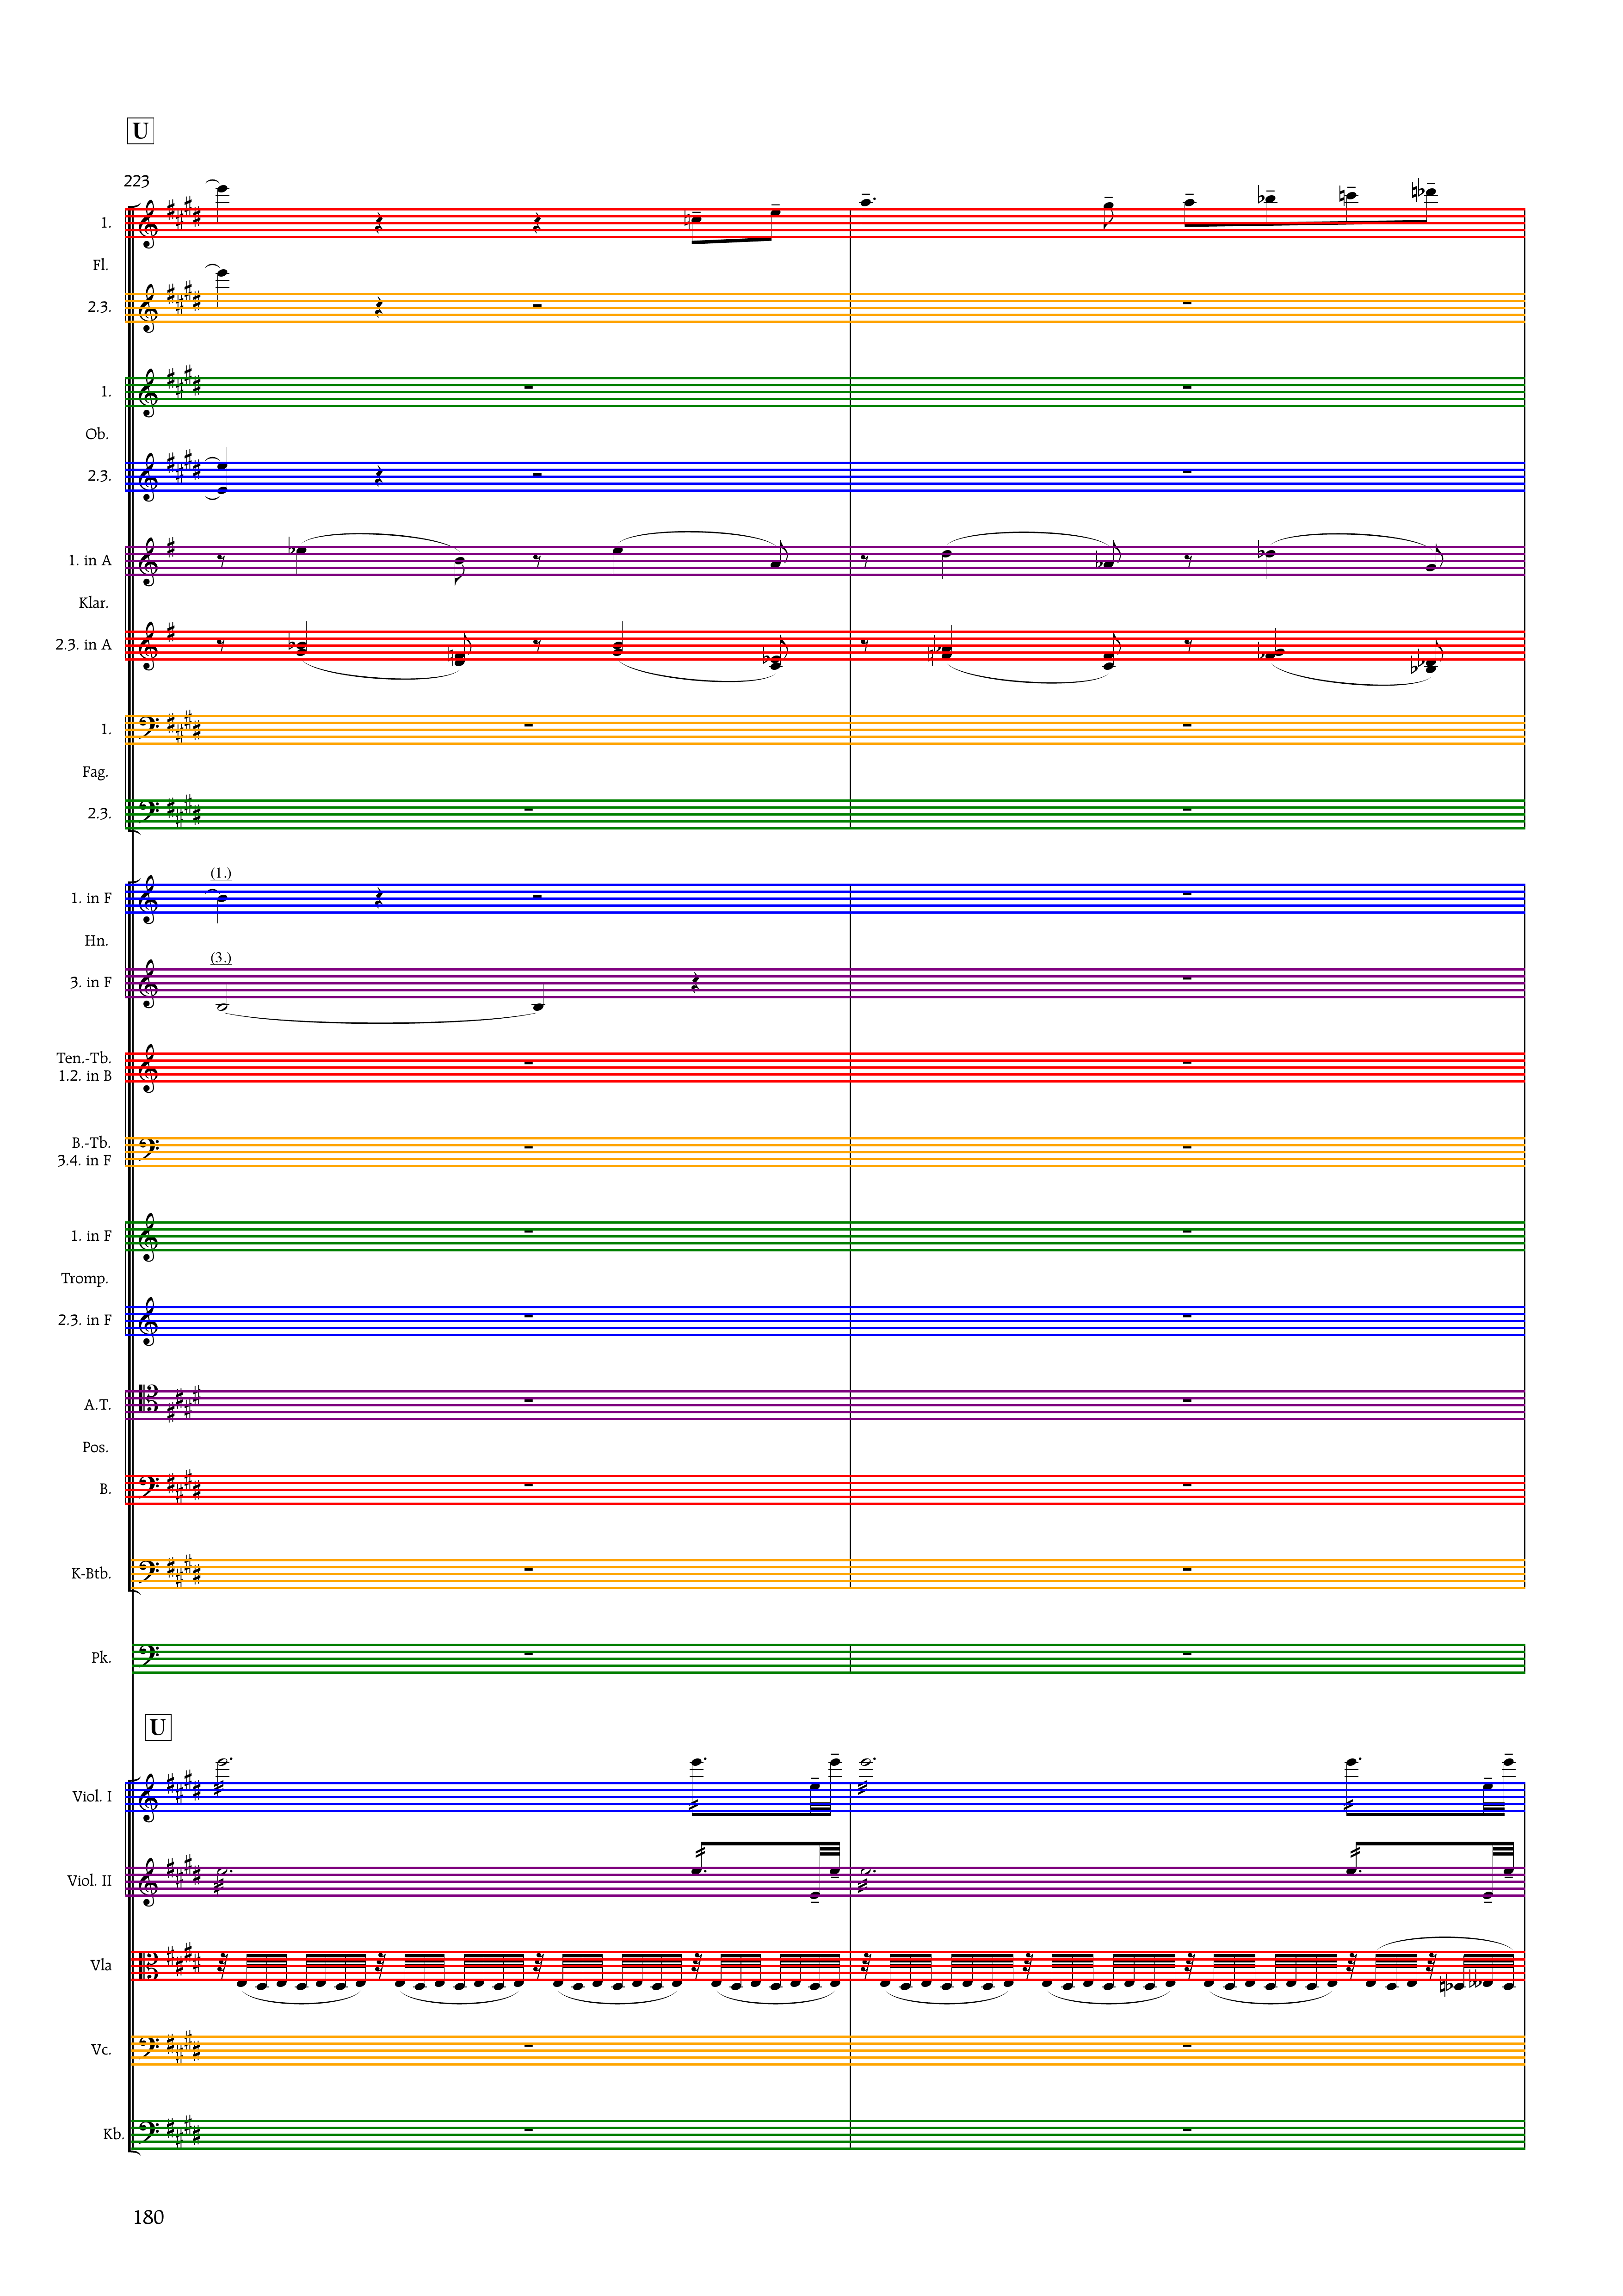 U
223
1.
Fl.
2.3.
1.
Ob.
2.3.
1. in A
Klar.
2.3. in A
1.
Fag.
2.3.
(1.)
1. in F
Hn.
(3.)
3. in F
Ten.-Tb.
1.2. in B
B.-Tb.
3.4. in F
1. in F
Tromp.
2.3. in F
A.T.
Pos.
B.
K-Btb.
Pk.
U
Viol. I
Viol. II
Vla
Vc.
Kb.
180